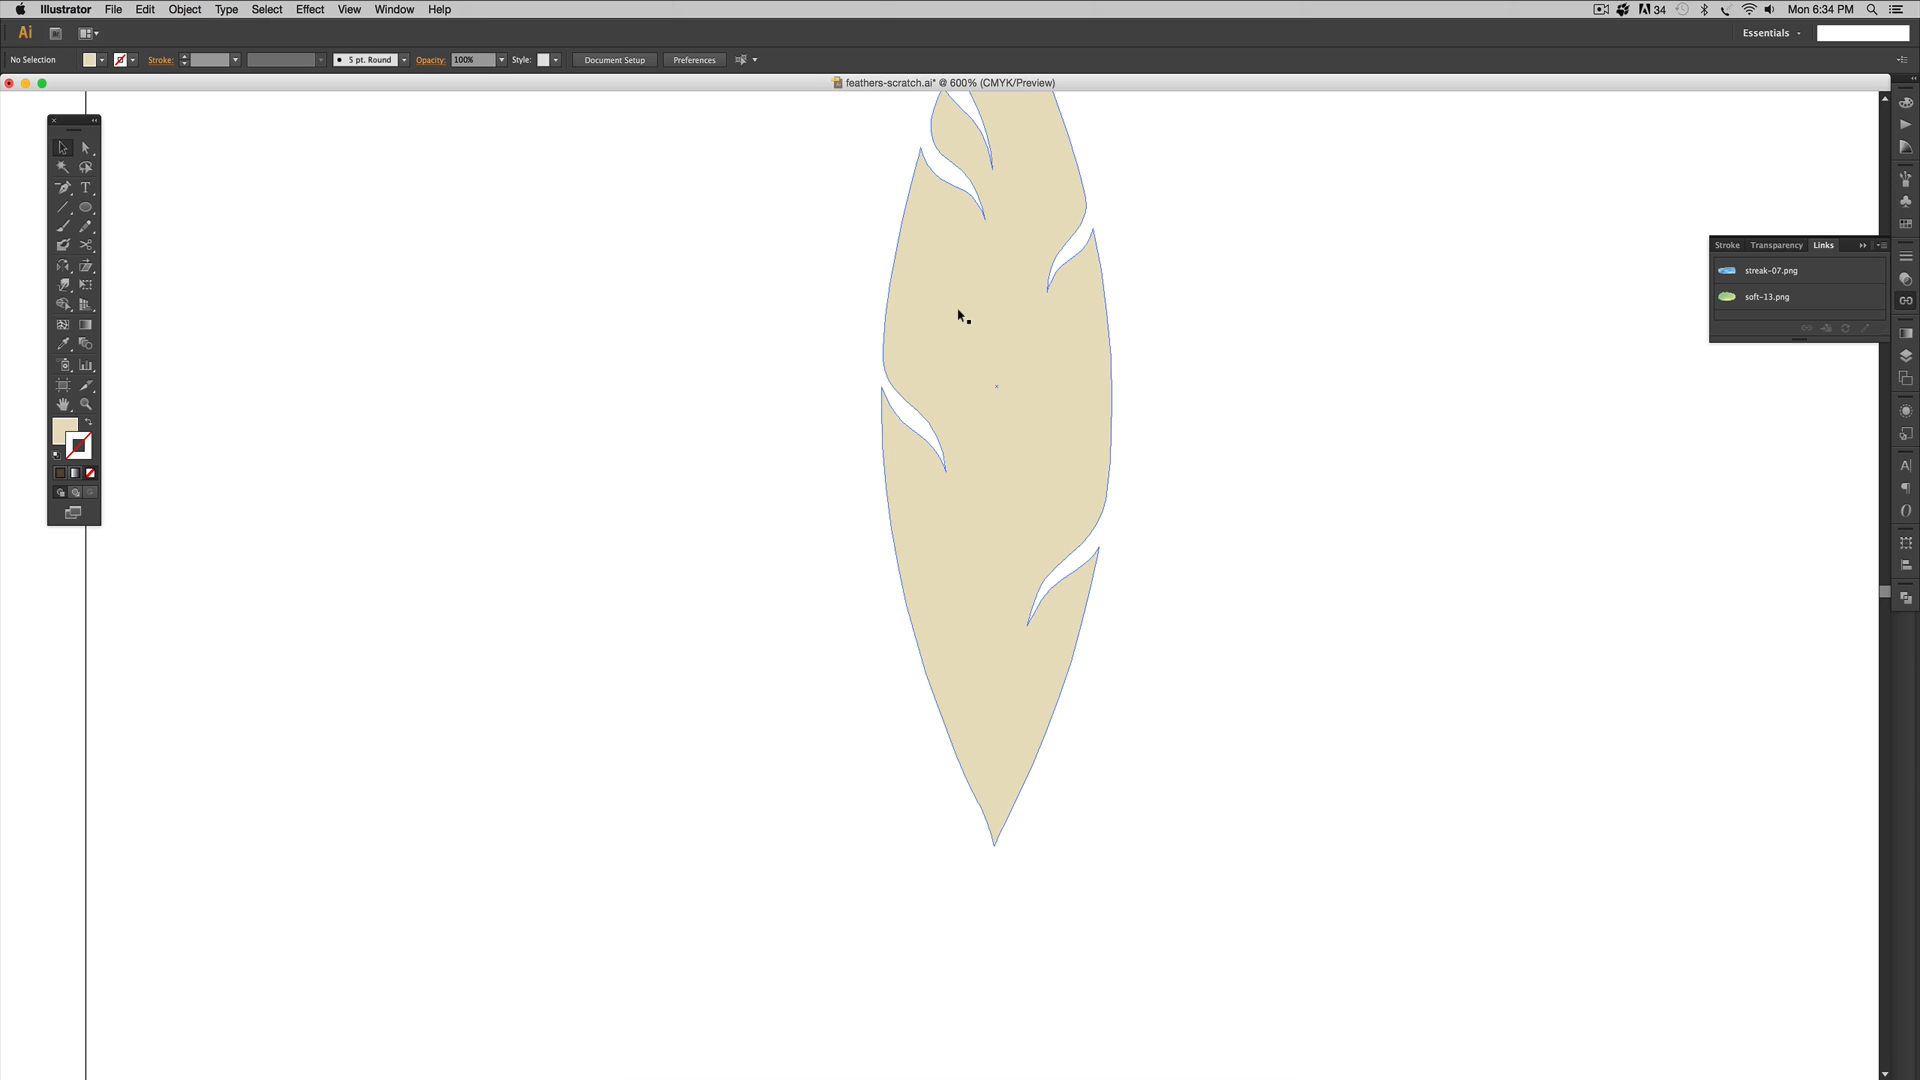 Illustrator File Edit Object Type Select Effect View Window Help 34 Mon 6:34 PM
Ai Br Essentials
No Selection Stroke: 5 pt. Round Opacity: 100% Style: Document Setup Preferences
feathers-scratch.ai* @ 600% (CMYK/Preview)
Stroke Transparency Links
streak-07.png
soft-13.png